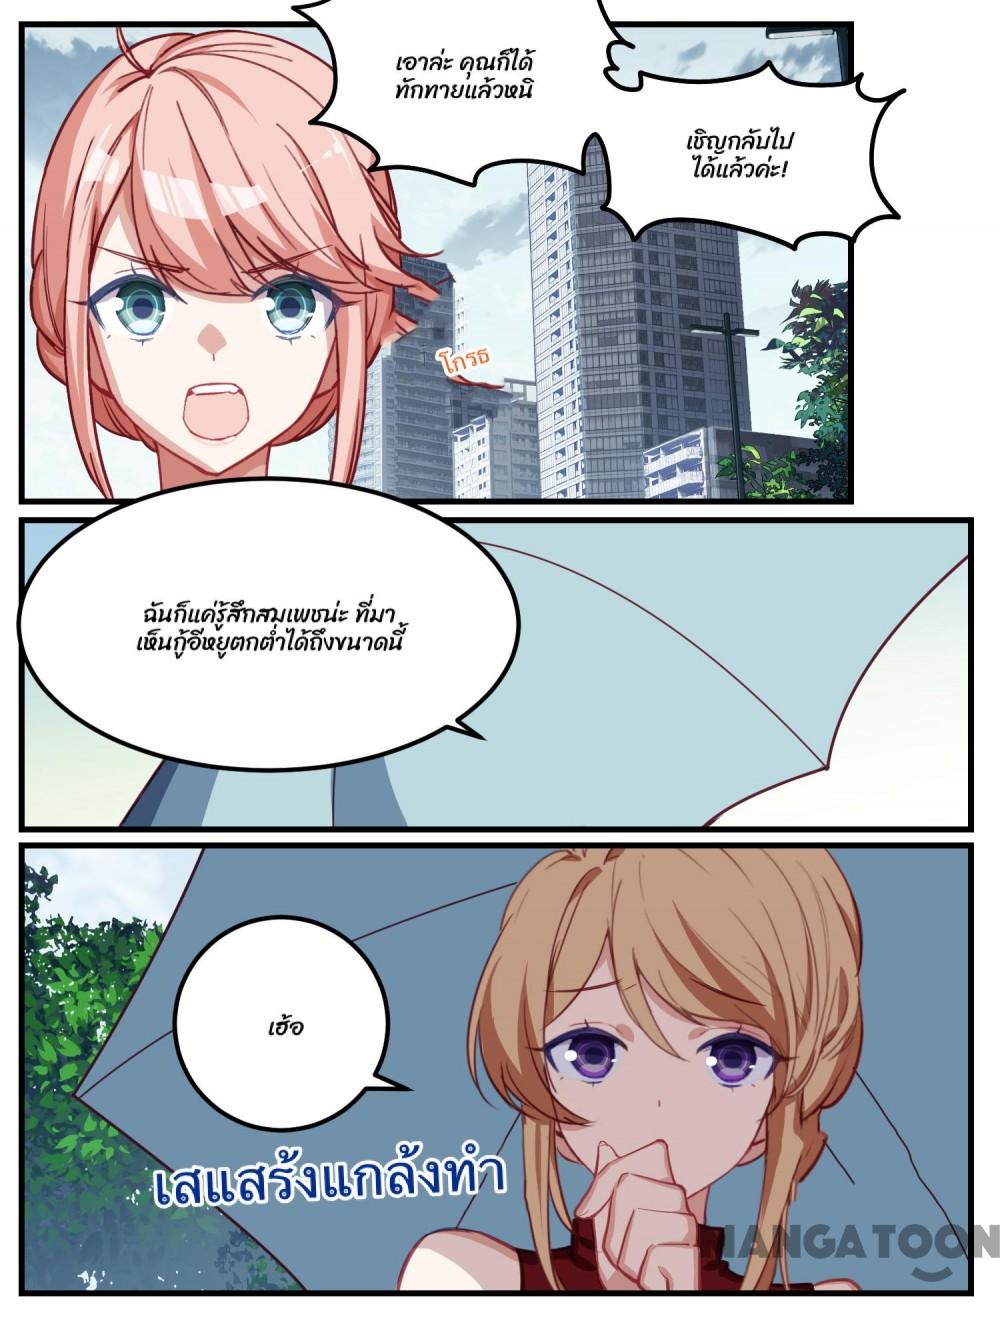 เอาล่ะ คุณก็ได้
ทักทายแล้วหนิ
เชิญกลับไป
ได้แล้วค่ะ!
โกรธ
ฉันก็แค่รู้สึกสมเพชน่ะ ที่มา
เห็นกู้อีหยูตกต่ำได้ถึงขนาดนี้
เฮ้อ
เสแสร้งแกล้งทำ
MANGATOON